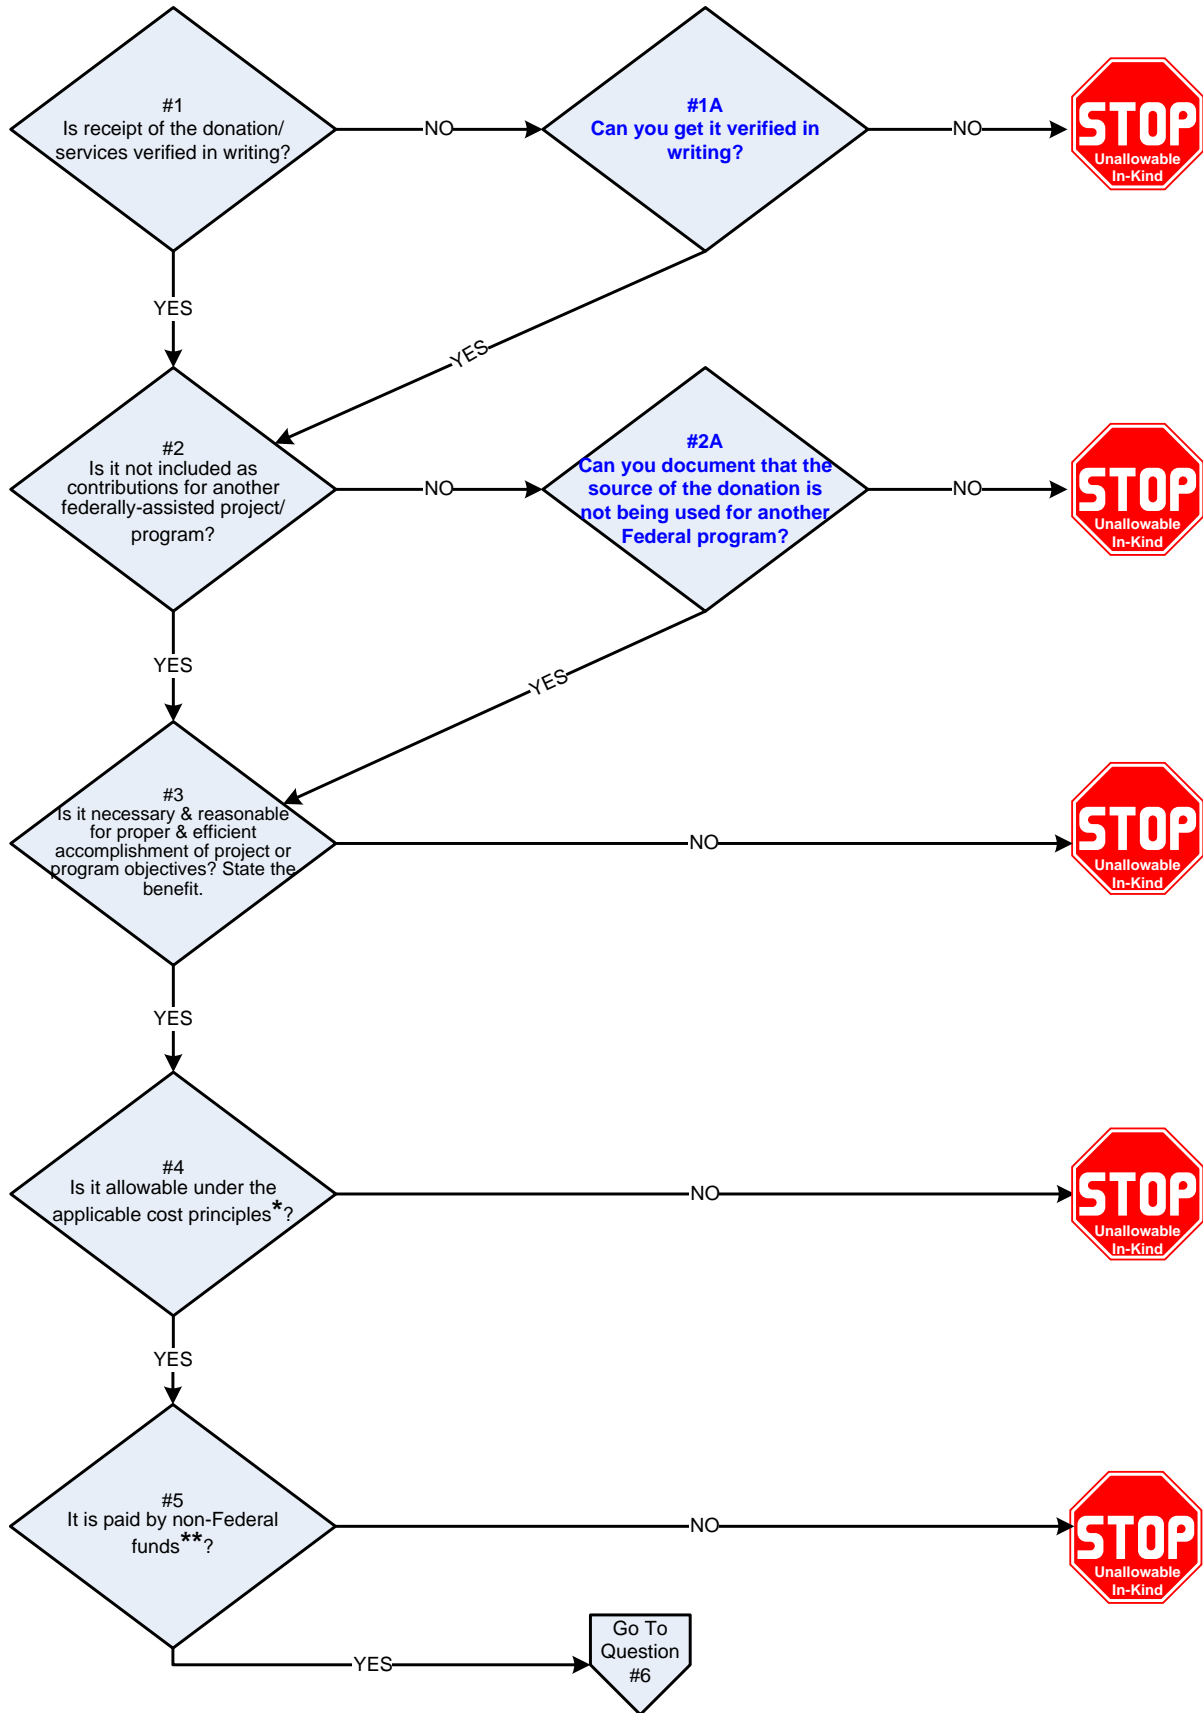 #1
Is receipt of the donation/
services verified in writing?
NO
#1A
Can you get it verified in
writing?
NO
STOP
Unallowable
In-Kind
YES
YES
#2
Is it not included as
contributions for another
federally-assisted project/
program?
NO
#2A
Can you document that the
source of the donation is
not being used for another
Federal program?
NO
STOP
Unallowable
In-Kind
YES
YES
#3
Is it necessary & reasonable
for proper & efficient
accomplishment of project or
program objectives? State the
benefit.
NO
STOP
Unallowable
In-Kind
YES
#4
Is it allowable under the
applicable cost principles*?
NO
STOP
Unallowable
In-Kind
YES
#5
It is paid by non-Federal
funds**?
NO
STOP
Unallowable
In-Kind
YES
Go To
Question
#6